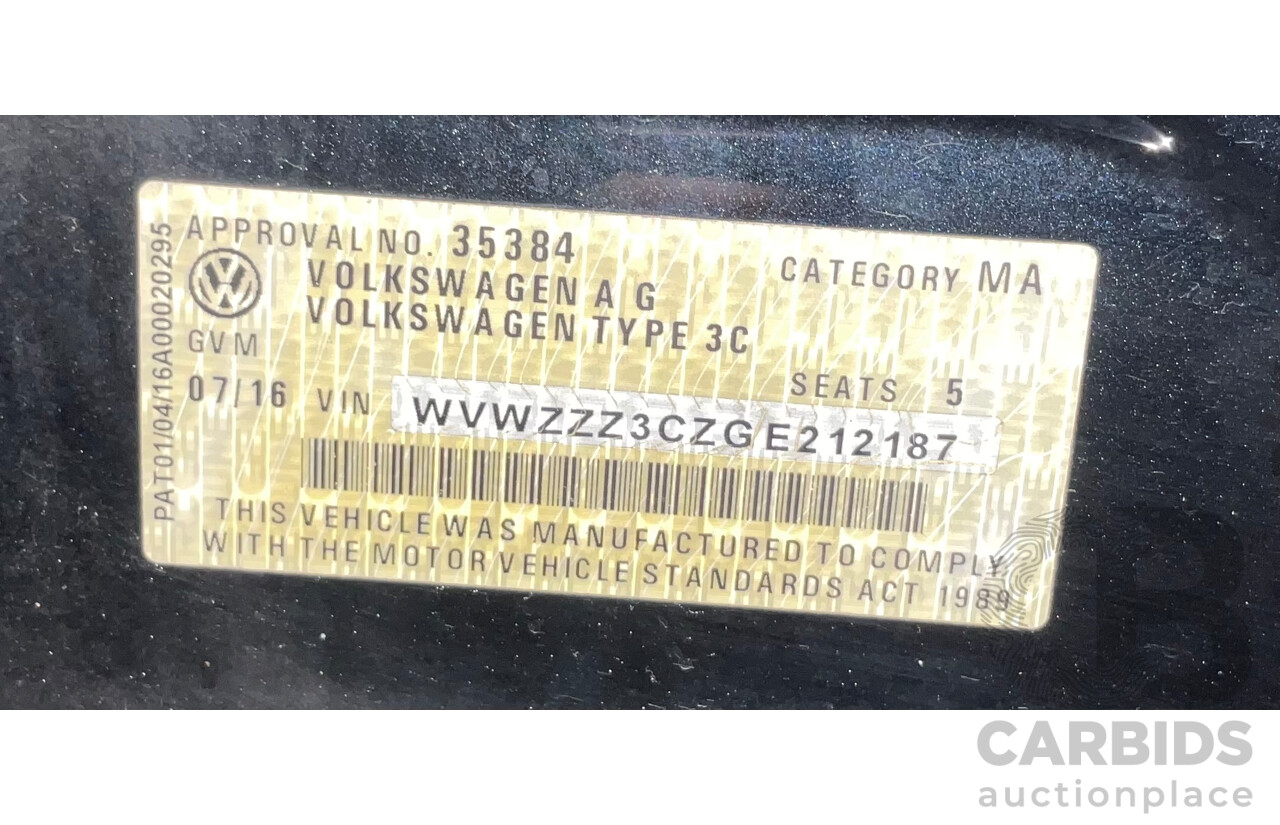 APPROVAL NO. 35384
CATEGORY MA
VOLKSWAGEN A G
VOLKSWAGEN TYPE 3C
GVM
SEATS 5
07/16 VIN WVWZZZ3CZGE212187
THIS VEHICLE WAS MANUFACTURED TO COMPLY
WITH THE MOTOR VEHICLE STANDARDS ACT 1989
PAT01/04/16A000020295
CARBIDS
auctionplace